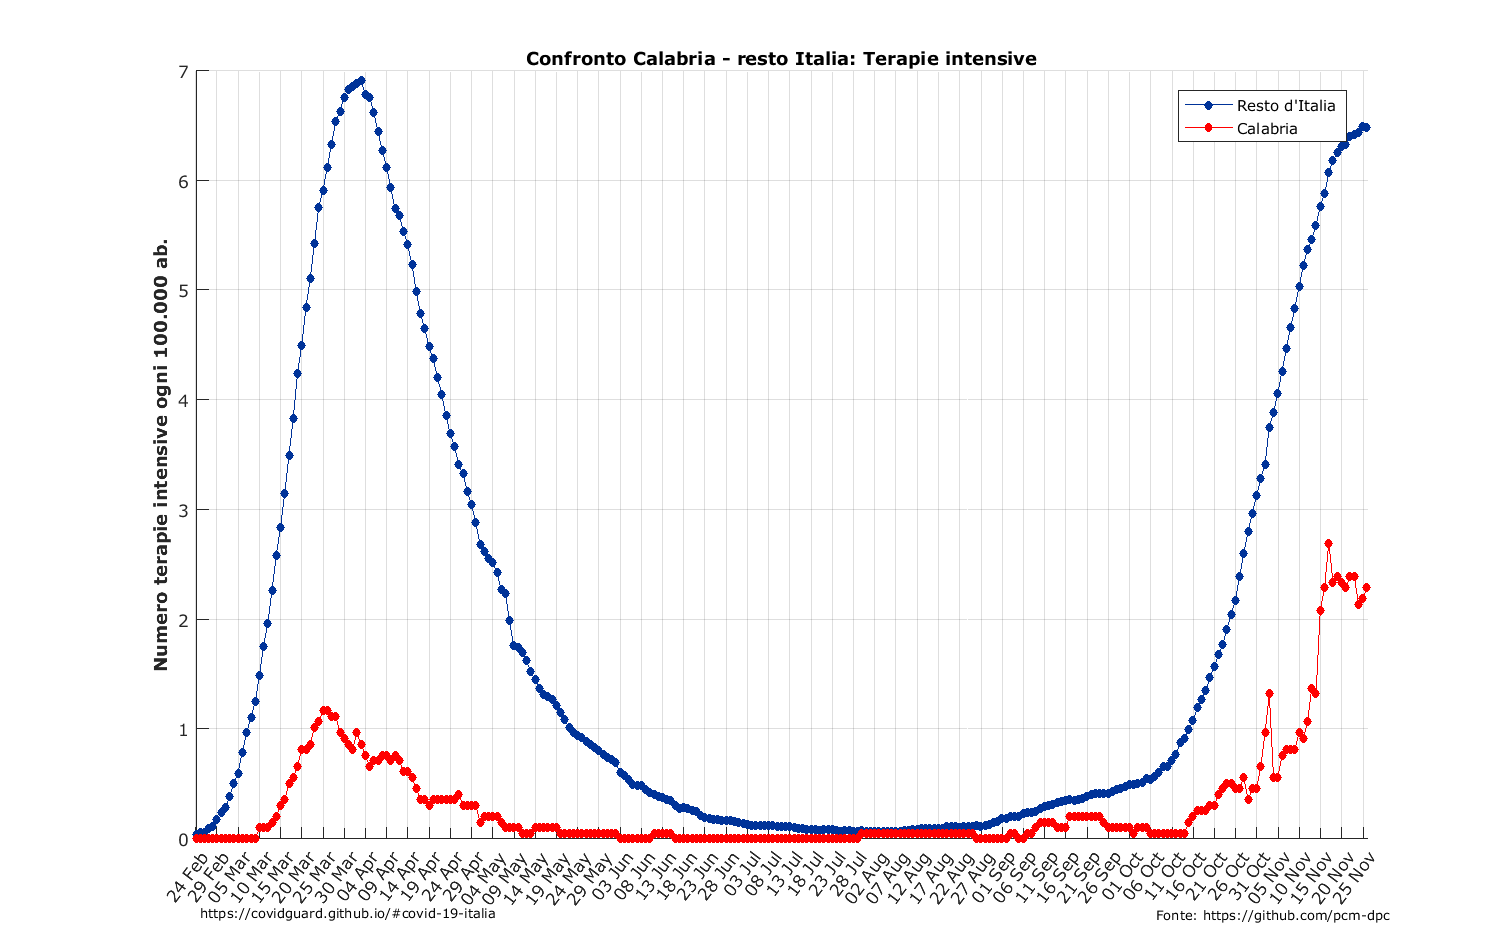 Confronto Calabria - resto Italia: Terapie intensive
Resto d'Italia
Calabria
Numero terapie intensive ogni 100.000 ab.
7
6
5
4
3
2
1
0
24 Feb
29 Feb
05 Mar
10 Mar
15 Mar
20 Mar
25 Mar
30 Mar
04 Apr
09 Apr
14 Apr
19 Apr
24 Apr
29 Apr
04 May
09 May
14 May
19 May
24 May
29 May
03 Jun
08 Jun
13 Jun
18 Jun
23 Jun
28 Jun
03 Jul
08 Jul
13 Jul
18 Jul
23 Jul
28 Jul
02 Aug
07 Aug
12 Aug
17 Aug
22 Aug
27 Aug
01 Sep
06 Sep
11 Sep
16 Sep
21 Sep
26 Sep
01 Oct
06 Oct
11 Oct
16 Oct
21 Oct
26 Oct
31 Oct
05 Nov
10 Nov
15 Nov
20 Nov
25 Nov
https://covidguard.github.io/#covid-19-italia
Fonte: https://github.com/pcm-dpc